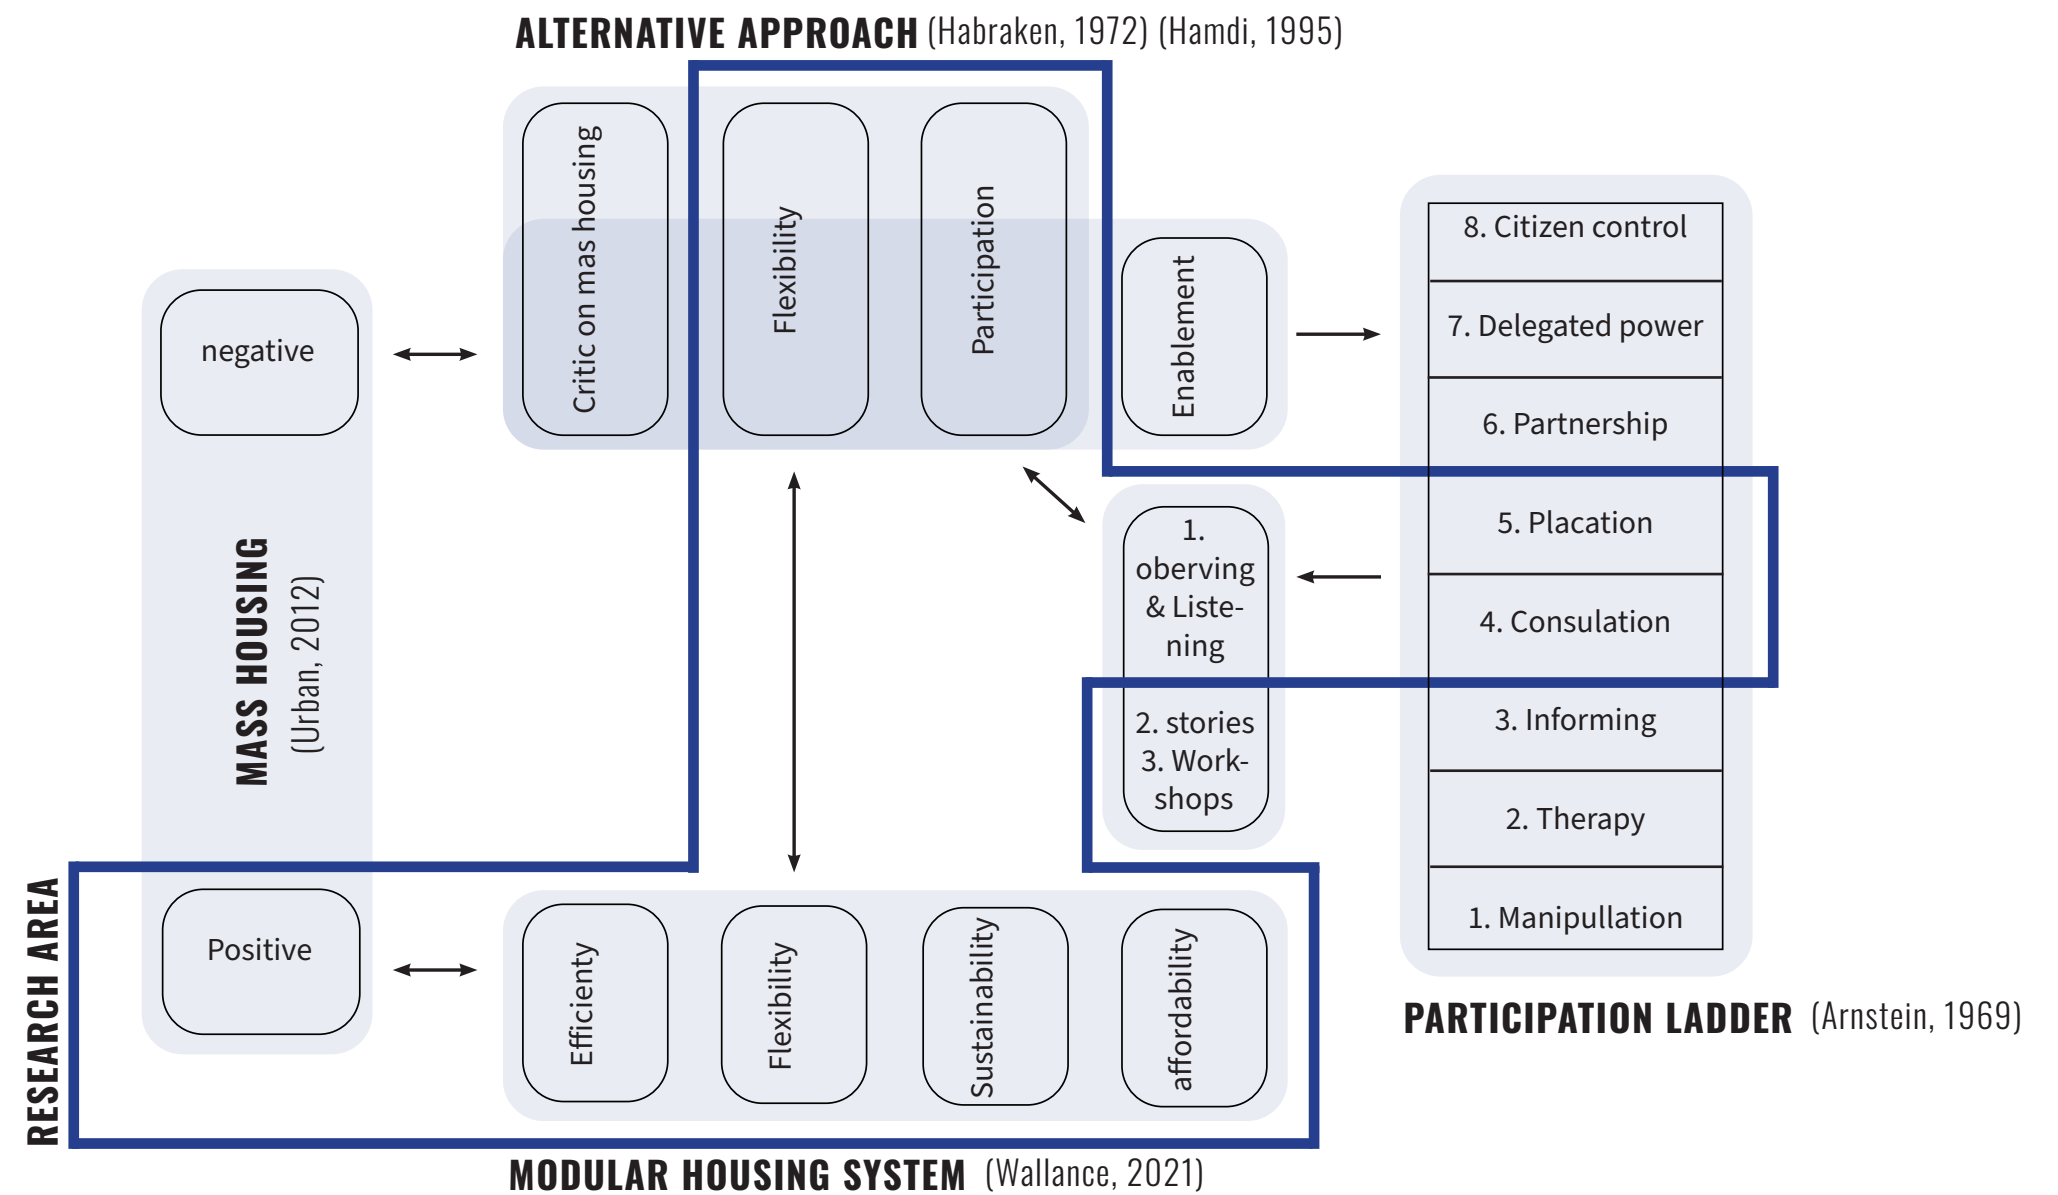 ALTERNATIVE APPROACH (Habraken, 1972) (Hamdi, 1995)
Critic on mas housing
Flexibility
Participation
Enablement
negative
MASS HOUSING
(Urban, 2012)
Positive
RESEARCH AREA
1.
oberving
& Liste-
ning
2. stories
3. Work-
shops
8. Citizen control
7. Delegated power
6. Partnership
5. Placation
4. Consulation
3. Informing
2. Therapy
1. Manipullation
PARTICIPATION LADDER (Arnstein, 1969)
Efficienty
Flexibility
Sustainability
affordability
MODULAR HOUSING SYSTEM (Wallance, 2021)